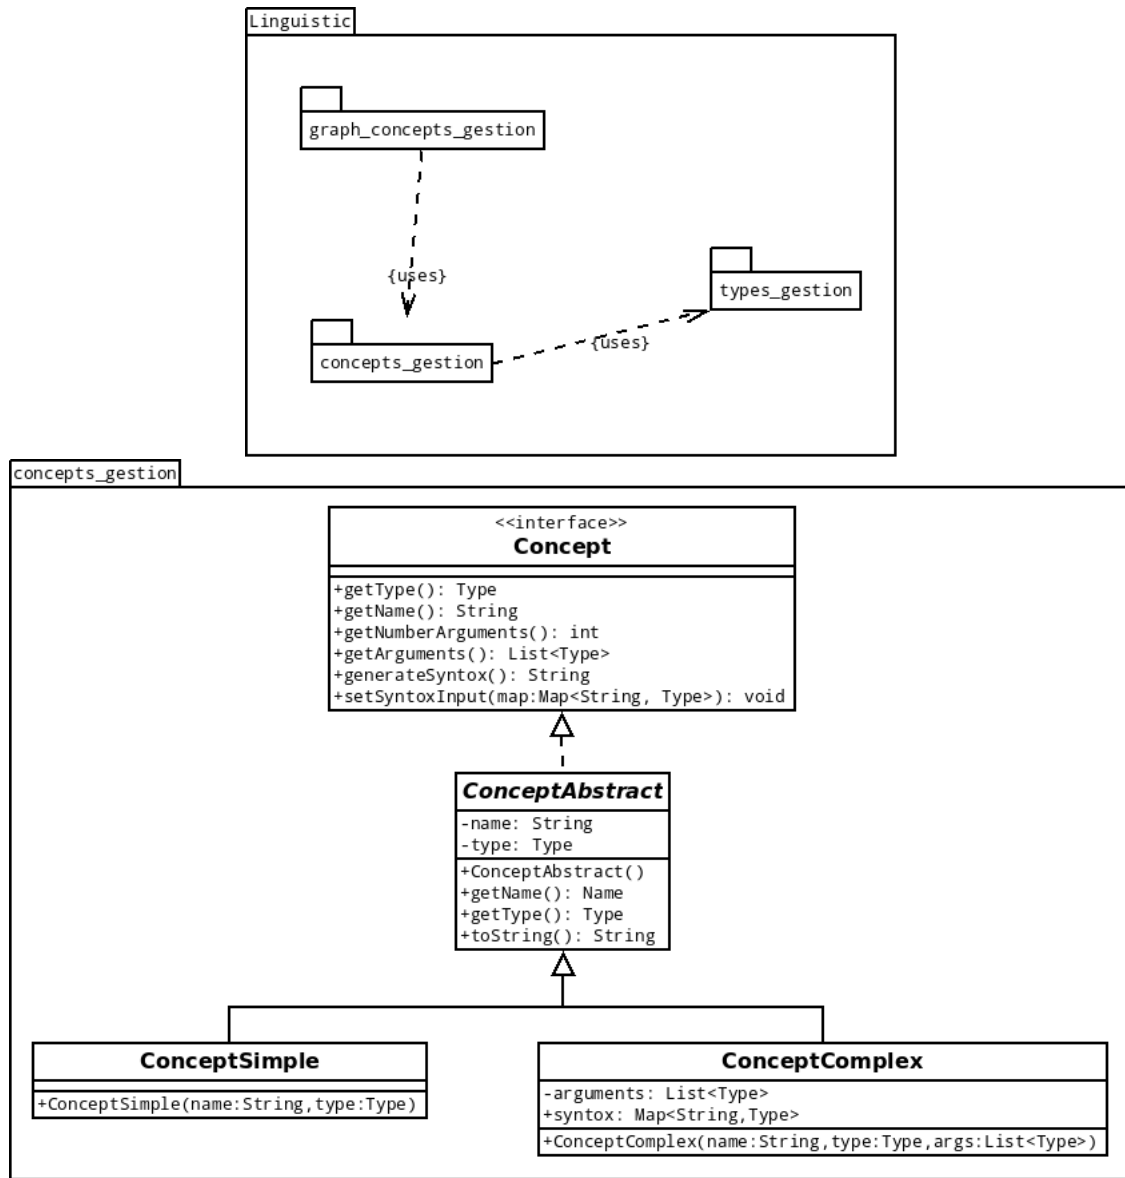 Linguistic
graph_concepts_gestion
{uses}
types_gestion
{uses}
concepts_gestion
concepts_gestion
<<interface>>
Concept
+getType(): Type
+getName(): String
+getNumberArguments(): int
+getArguments(): List<Type>
+generateSyntox(): String
+setSyntoxInput(map:Map<String, Type>): void
ConceptAbstract
-name: String
-type: Type
+ConceptAbstract()
+getName(): Name
+getType(): Type
+toString(): String
ConceptSimple
+ConceptSimple(name:String,type:Type)
ConceptComplex
-arguments: List<Type>
+syntox: Map<String,Type>
+ConceptComplex(name:String,type:Type,args:List<Type>)